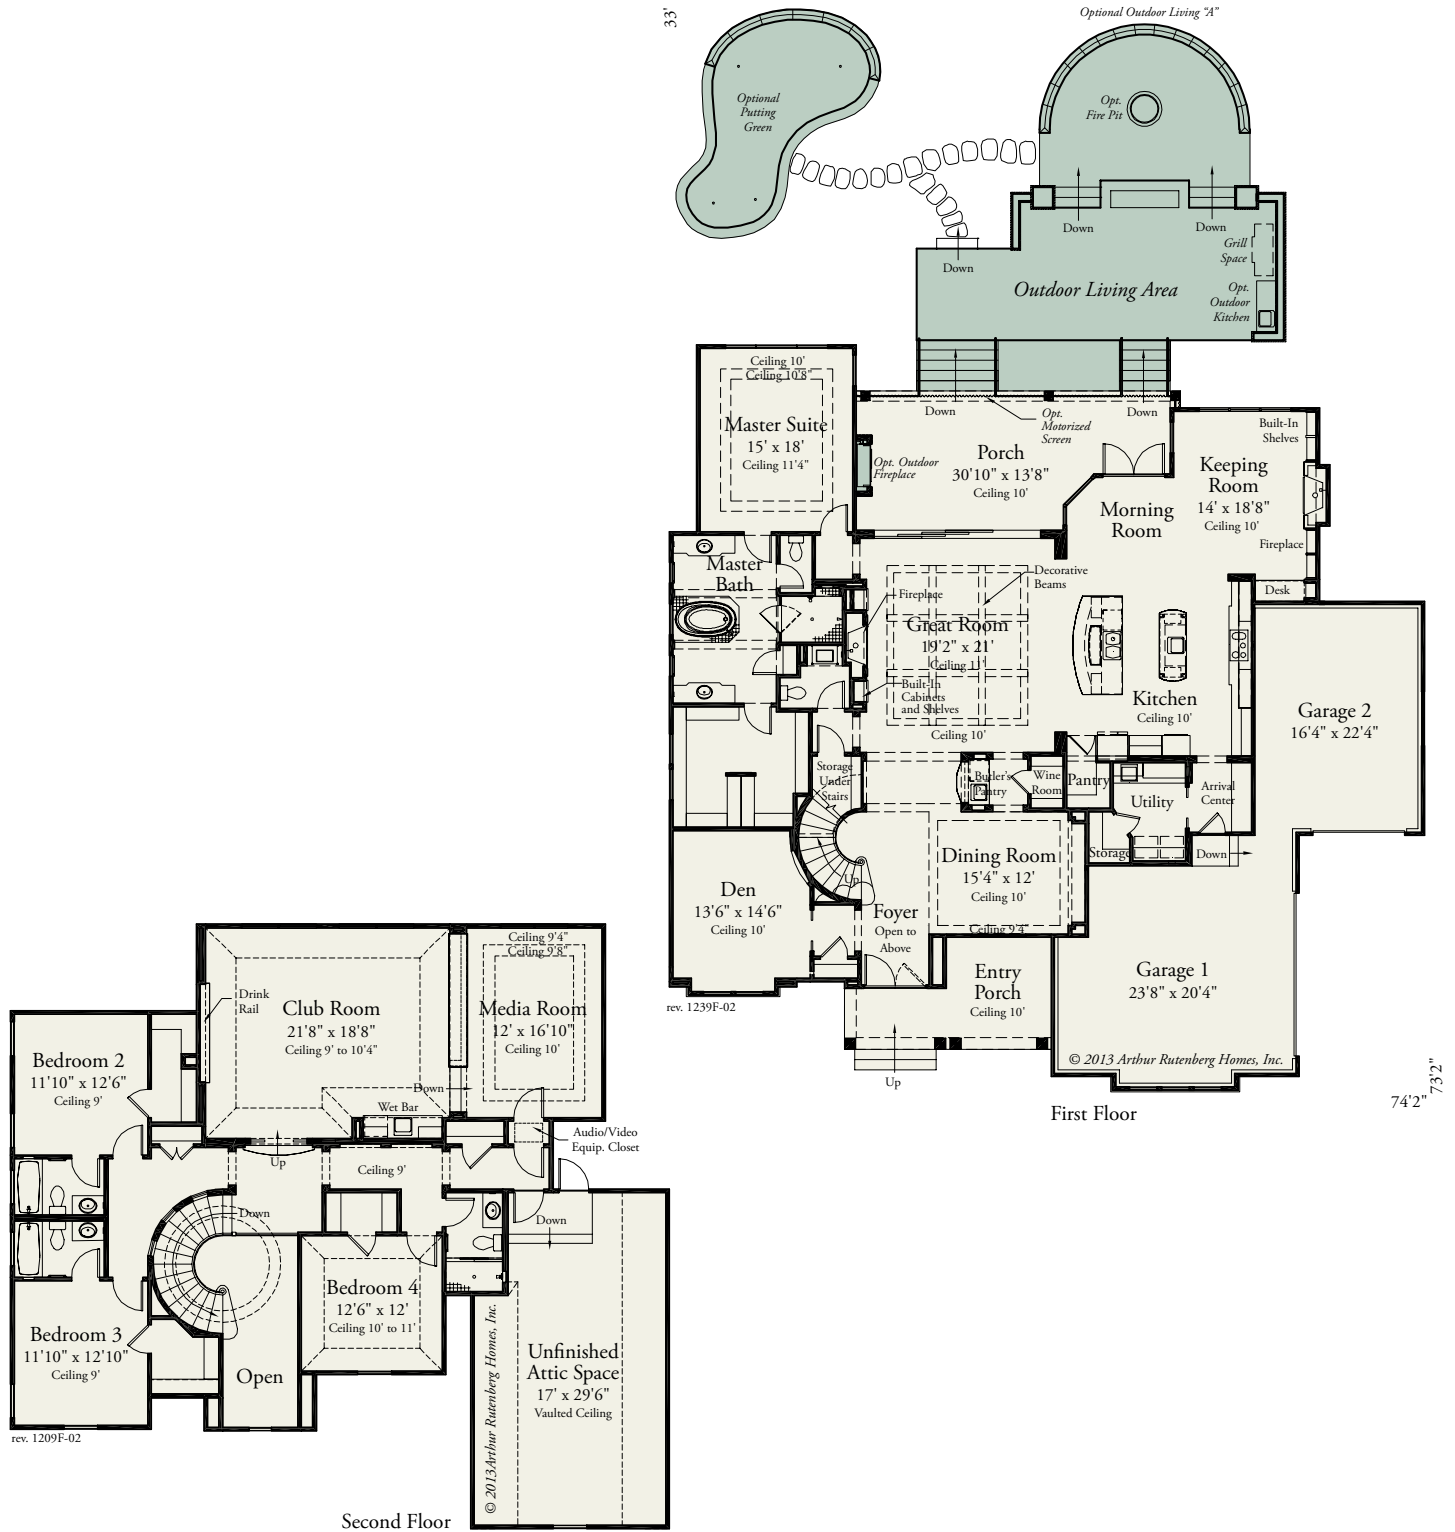 33'
Optional Outdoor Living "A"
Optional
Putting
Green
Opt.
Fire Pit
Down
Down
Down
Grill
Space
Outdoor Living Area
Opt.
Outdoor
Kitchen
Ceiling 10'
Ceiling 10'8"
Master Suite
15' x 18'
Ceiling 11'4"
Down
Opt.
Motorized
Screen
Down
Opt. Outdoor
Fireplace
Porch
30'10" x 13'8"
Ceiling 10'
Built-In
Shelves
Keeping
Room
14' x 18'8"
Ceiling 10'
Fireplace
Desk
Morning
Room
Master
Bath
Decorative
Beams
Fireplace
Great Room
19'2" x 21'
Ceiling 11'
Built-In
Cabinets
and Shelves
Ceiling 10'
Kitchen
Ceiling 10'
Garage 2
16'4" x 22'4"
Storage
Under
Stairs
Butler's
Pantry
Wine
Room
Pantry
Utility
Arrival
Center
Storage
Down
Up
Dining Room
15'4" x 12'
Ceiling 10'
Ceiling 9'4"
Den
13'6" x 14'6"
Ceiling 10'
Foyer
Open to
Above
Entry
Porch
Ceiling 10'
Garage 1
23'8" x 20'4"
rev. 1239F-02
© 2013 Arthur Rutenberg Homes, Inc.
Up
First Floor
74'2"
73'2"
Drink
Rail
Club Room
21'8" x 18'8"
Ceiling 9' to 10'4"
Ceiling 9'4"
Ceiling 9'8"
Media Room
12' x 16'10"
Ceiling 10'
Bedroom 2
11'10" x 12'6"
Ceiling 9'
Down
Wet Bar
Audio/Video
Equip. Closet
Up
Ceiling 9'
Down
Down
Bedroom 4
12'6" x 12'
Ceiling 10' to 11'
Bedroom 3
11'10" x 12'10"
Ceiling 9'
Open
Unfinished
Attic Space
17' x 29'6"
Vaulted Ceiling
© 2013Arthur Rutenberg Homes, Inc.
rev. 1209F-02
Second Floor